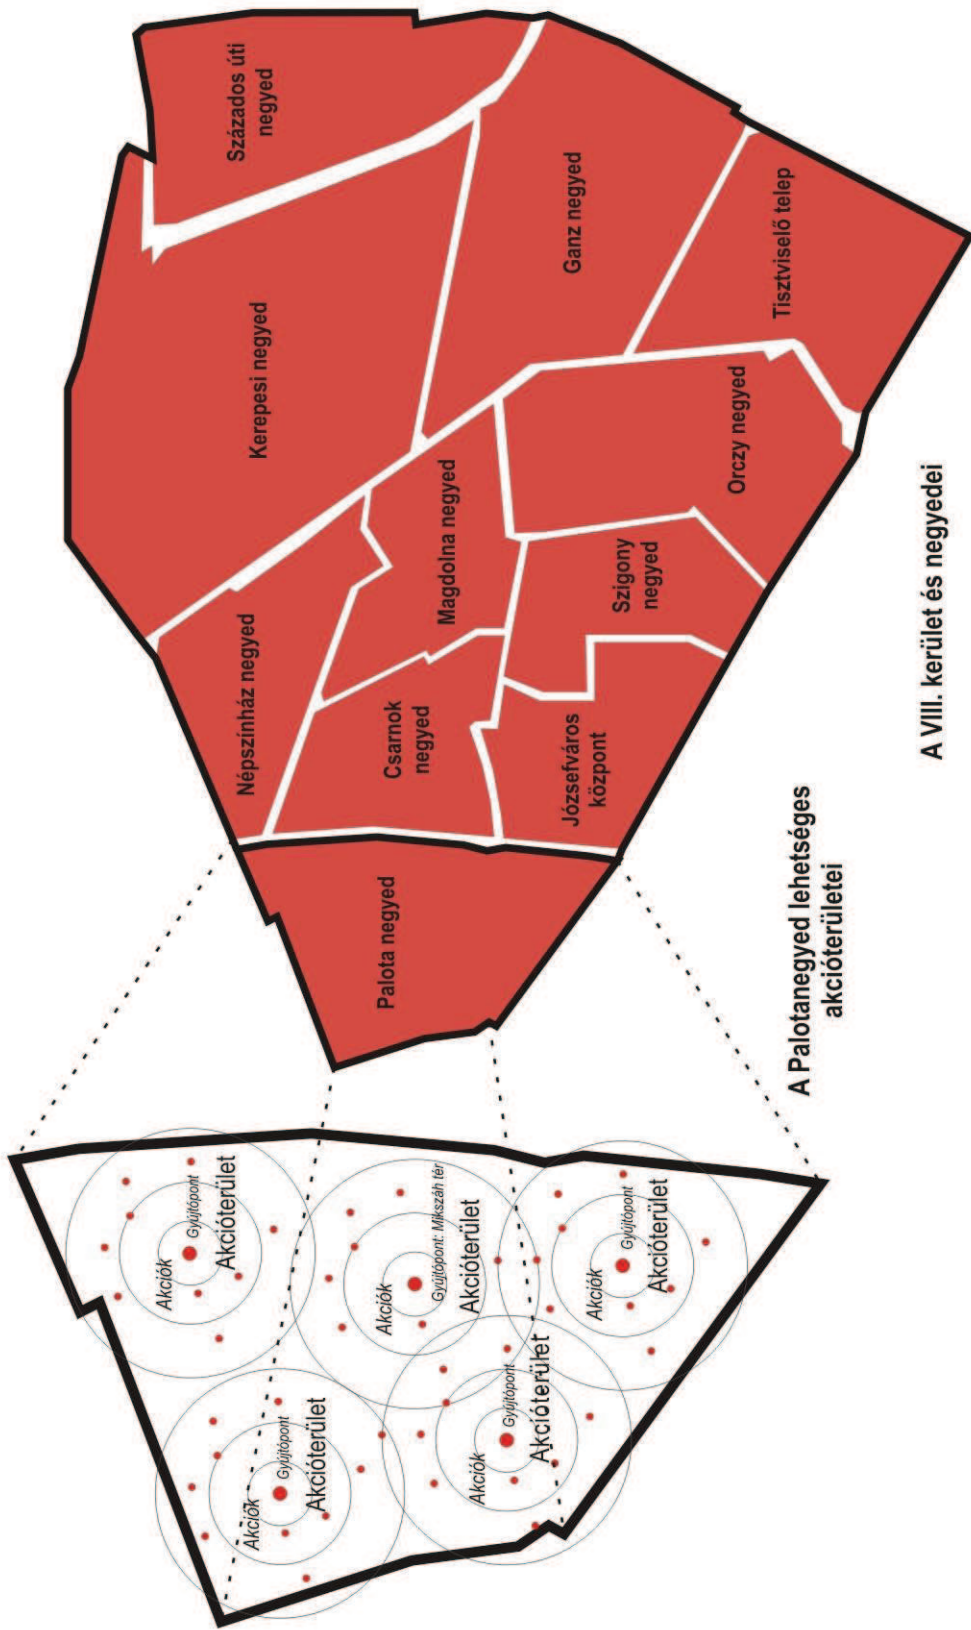 Akciók
Gyűjtőpont
Akcióterület
Akciók
Gyűjtőpont
Akcióterület
Akciók
Gyűjtőpont: Mikszáh tér
Akcióterület
Akciók
Gyűjtőpont
Akcióterület
Akciók
Gyűjtőpont
Akcióterület
Százados úti
negyed
Kerepesi negyed
Népszínház negyed
Palota negyed
Csarnok
negyed
Magdolna negyed
Ganz negyed
Józsefváros
központ
Szigony
negyed
Orczy negyed
Tisztviselő telep
A Palotanegyed lehetséges
akcióterületei
A VIII. kerület és negyedei